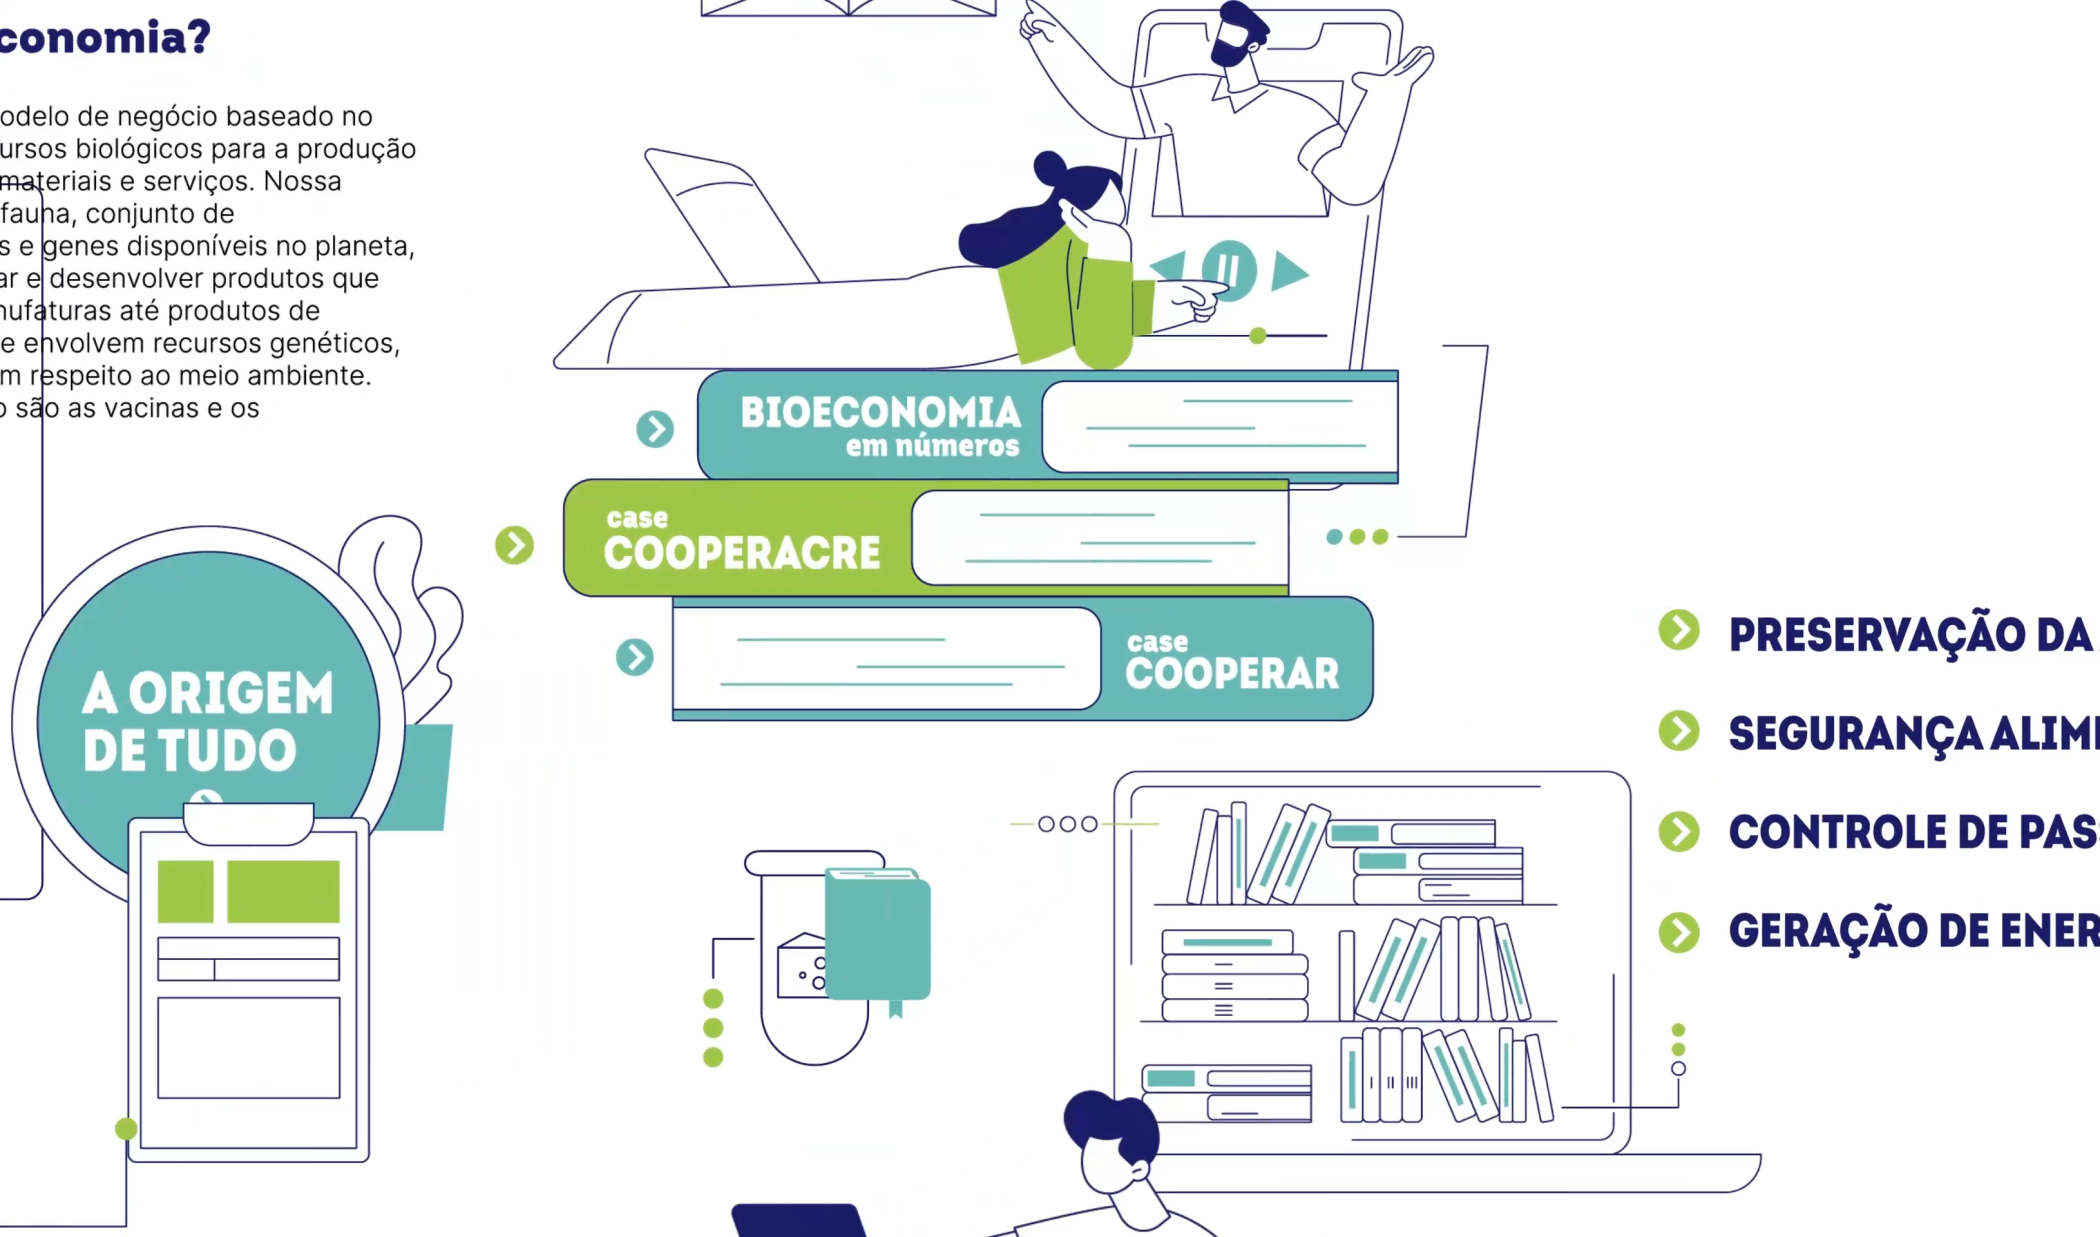 conomia?
odelo de negócio baseado no
ursos biológicos para a produção
materiais e serviços. Nossa
fauna, conjunto de
s e genes disponíveis no planeta,
ar e desenvolver produtos que
nufaturas até produtos de
e envolvem recursos genéticos,
m respeito ao meio ambiente.
o são as vacinas e os
BIOECONOMIA
em números
case
COOPERACRE
case
COOPERAR
A ORIGEM
DE TUDO
PRESERVAÇÃO DA
SEGURANÇA ALIM
CONTROLE DE PAS
GERAÇÃO DE ENER
I II III